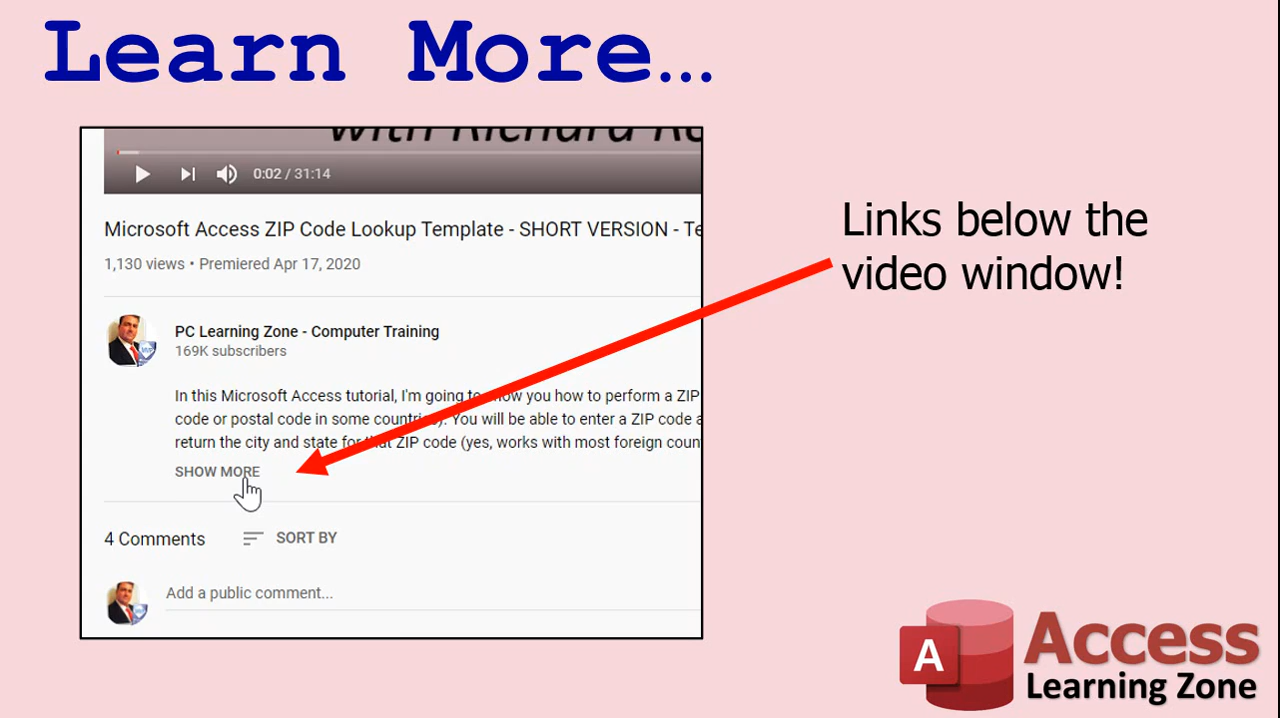 Learn More...
with Richard
0:02 / 31:14
Microsoft Access ZIP Code Lookup Template - SHORT VERSION - Te
1,130 views • Premiered Apr 17, 2020
Links below the
video window!
PC Learning Zone - Computer Training
169K subscribers
In this Microsoft Access tutorial, I'm going to show you how to perform a ZIP
code or postal code in some countries). You will be able to enter a ZIP code a
return the city and state for that ZIP code (yes, works with most foreign coun
SHOW MORE
4 Comments
SORT BY
Add a public comment...
A
Access
Learning Zone